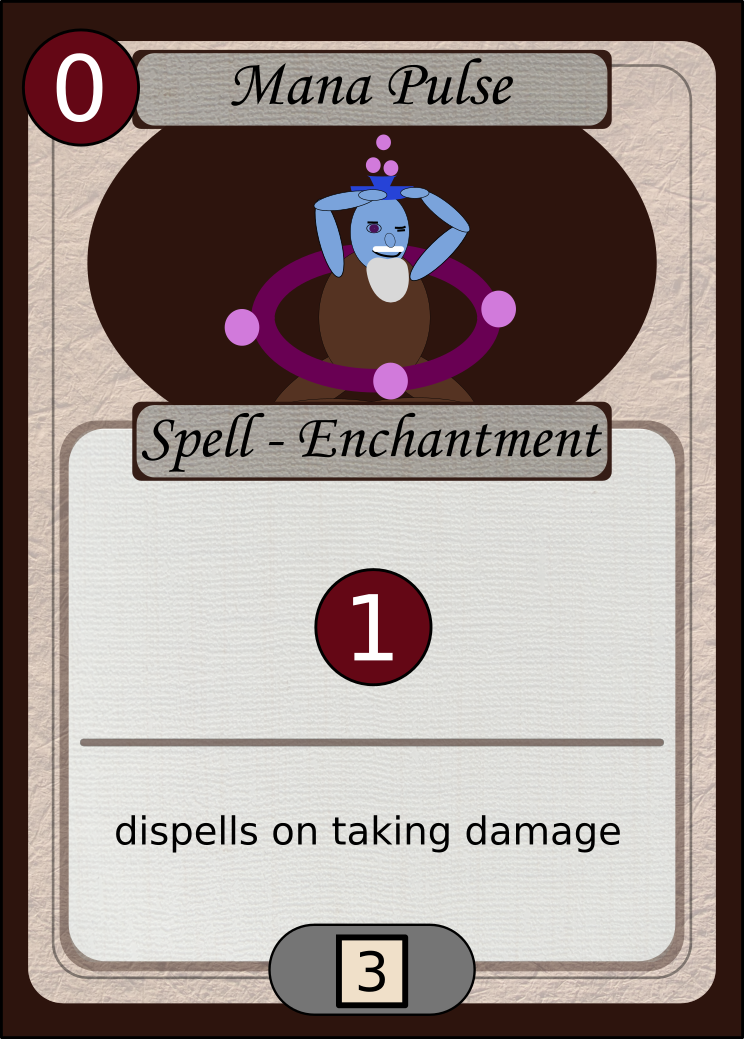 0
Mana Pulse
Spell - Enchantment
1
dispells on taking damage
3